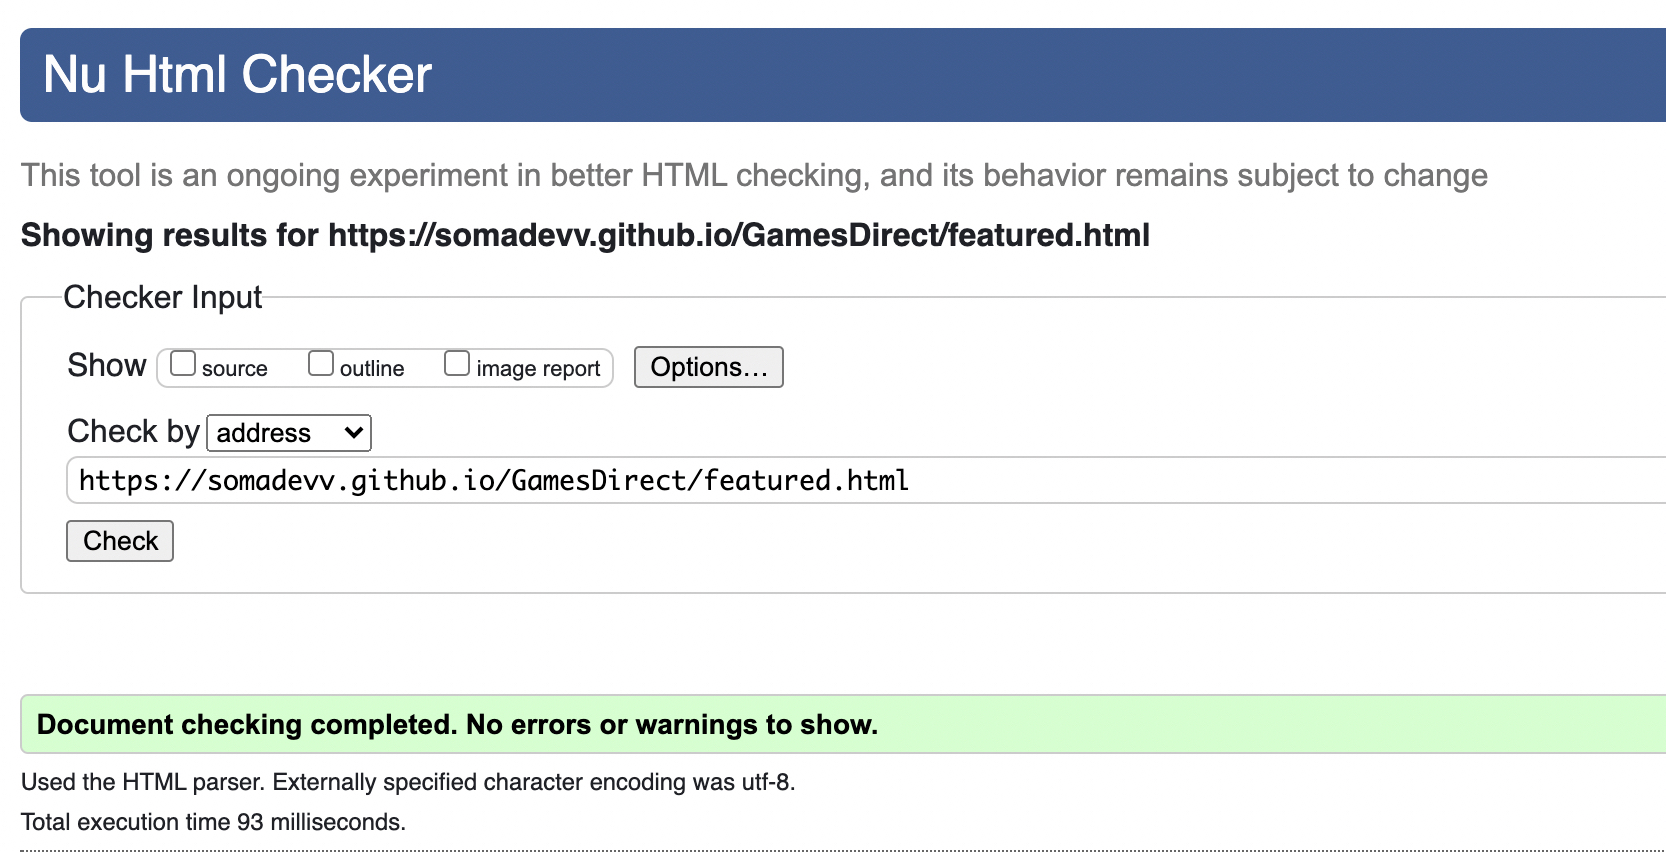 Nu Html Checker
This tool is an ongoing experiment in better HTML checking, and its behavior remains subject to change
Showing results for https://somadevv.github.io/GamesDirect/featured.html
Checker Input
Show source outline image report Options...
Check by address
https://somadevv.github.io/GamesDirect/featured.html
Check
Document checking completed. No errors or warnings to show.
Used the HTML parser. Externally specified character encoding was utf-8.
Total execution time 93 milliseconds.